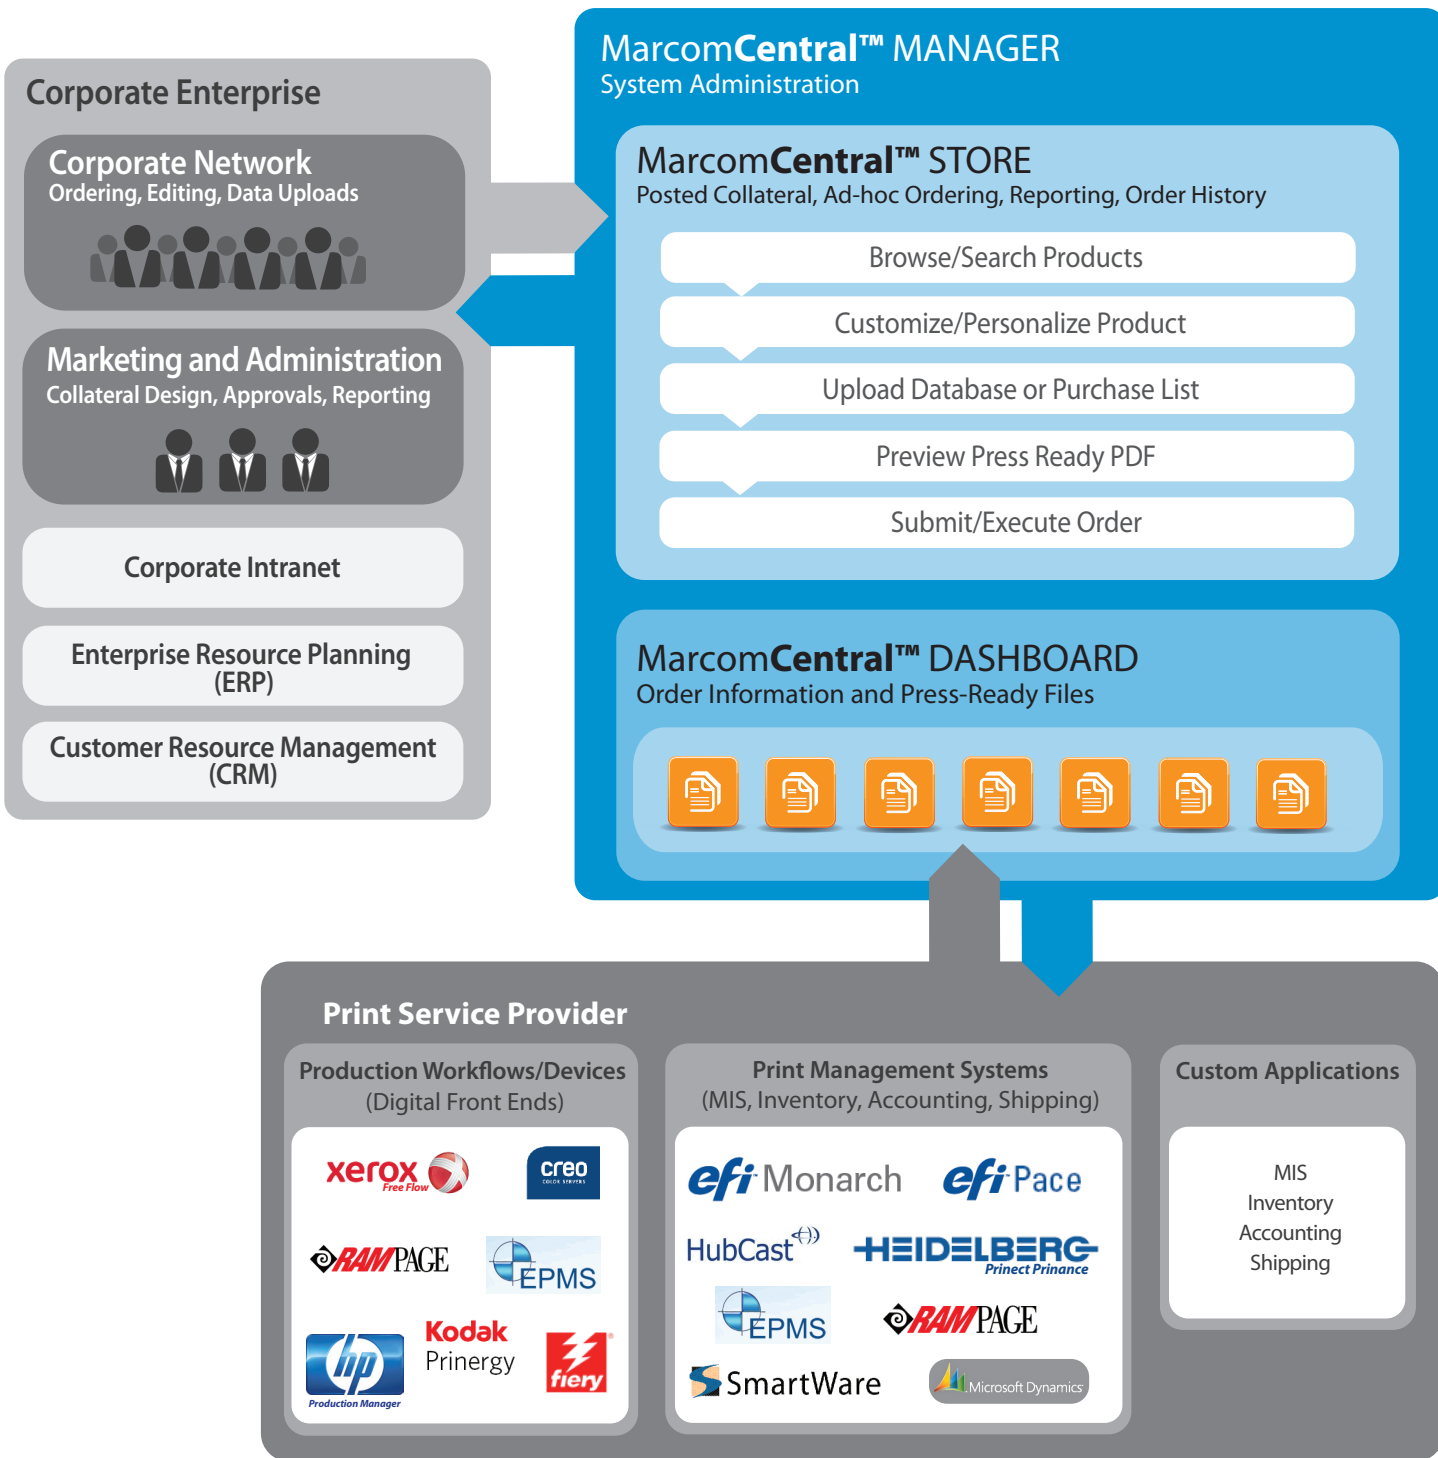 Corporate Enterprise
Corporate Network
Ordering, Editing, Data Uploads
Marketing and Administration
Collateral Design, Approvals, Reporting
Corporate Intranet
Enterprise Resource Planning
(ERP)
Customer Resource Management
(CRM)
MarcomCentral™ MANAGER
System Administration
MarcomCentral™ STORE
Posted Collateral, Ad-hoc Ordering, Reporting, Order History
Browse/Search Products
Customize/Personalize Product
Upload Database or Purchase List
Preview Press Ready PDF
Submit/Execute Order
MarcomCentral™ DASHBOARD
Order Information and Press-Ready Files
Print Service Provider
Production Workflows/Devices
(Digital Front Ends)
xerox
Free Flow
creo
COLOR SERVERS
RAMPAGE
EPMS
hp
Production Manager
Kodak
Prinergy
fiery
Print Management Systems
(MIS, Inventory, Accounting, Shipping)
efi Monarch
efi Pace
HubCast
HEIDELBERG
Prinect Prinance
EPMS
RAMPAGE
SmartWare
Microsoft Dynamics
Custom Applications
MIS
Inventory
Accounting
Shipping